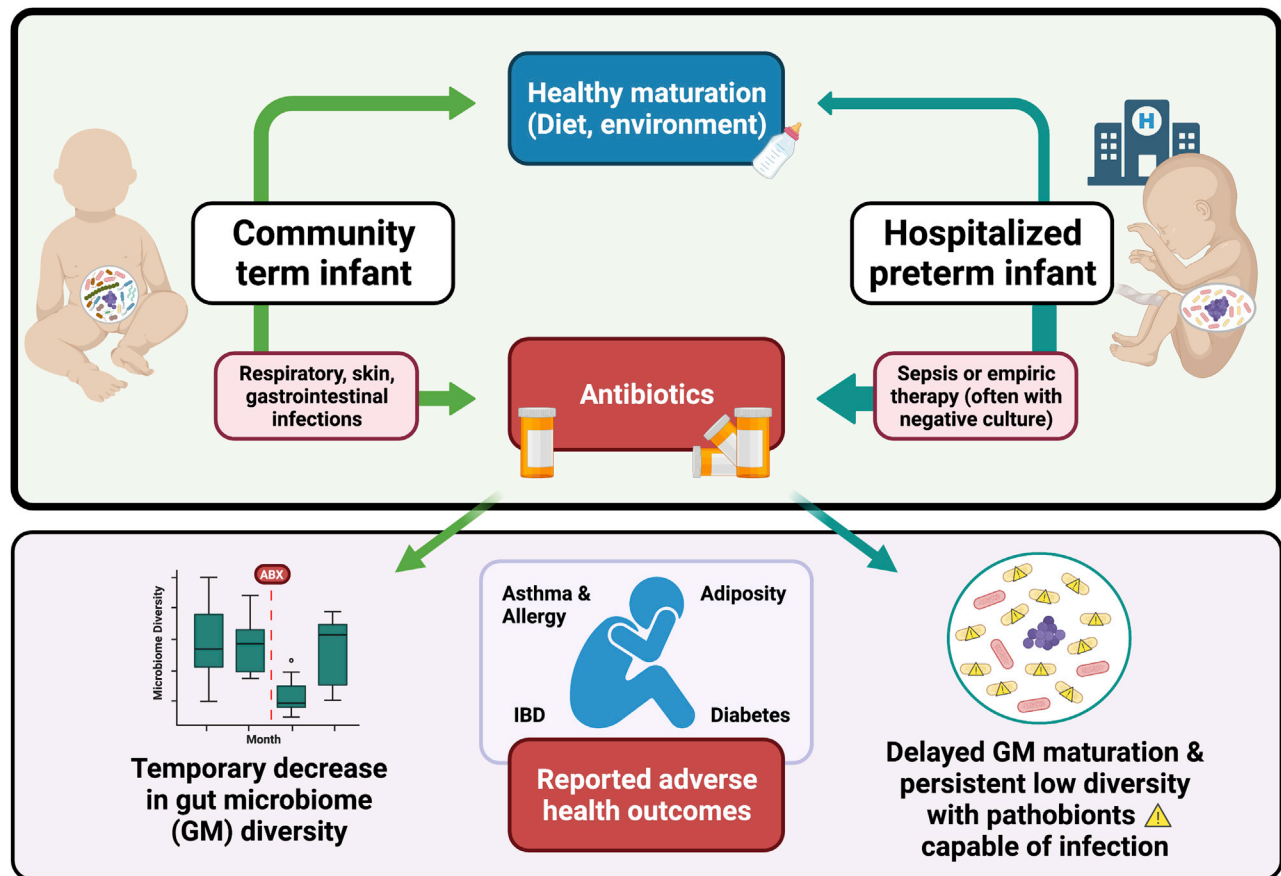 Healthy maturation
(Diet, environment)
H
Community
term infant
Hospitalized
preterm infant
Respiratory, skin,
gastrointestinal
infections
Antibiotics
Sepsis or empiric
therapy (often with
negative culture)
ABX
Microbiome Diversity
Month
Temporary decrease
in gut microbiome
(GM) diversity
Asthma &
Allergy
Adiposity
IBD
Diabetes
Reported adverse
health outcomes
Delayed GM maturation &
persistent low diversity
with pathobionts ⚠
capable of infection